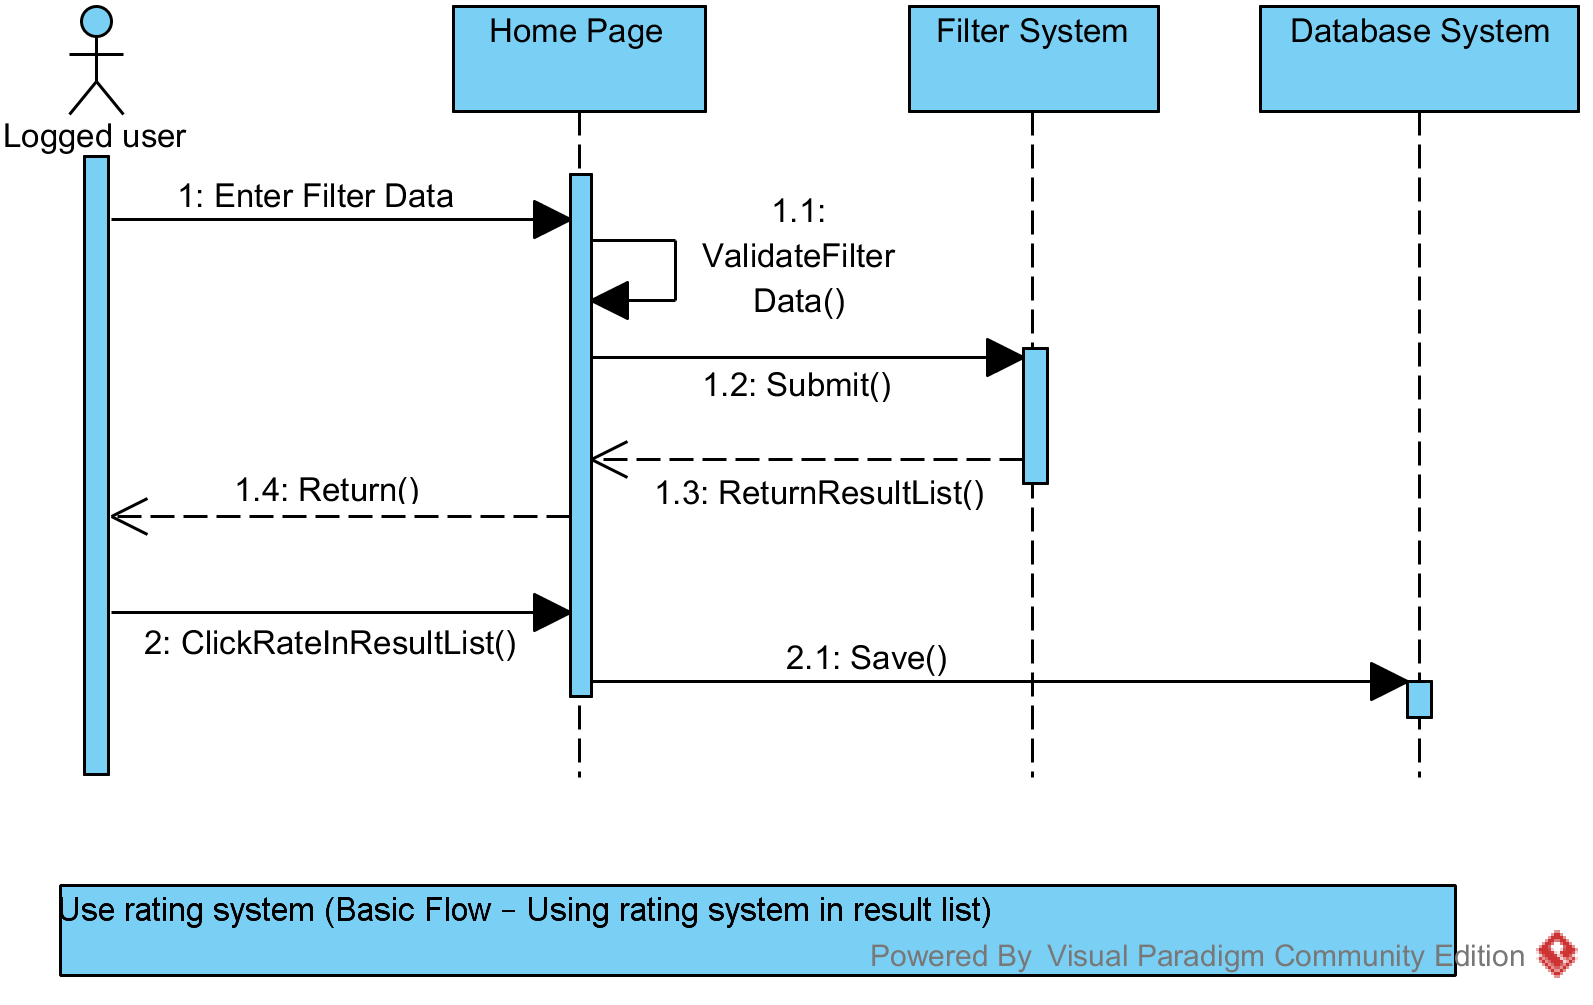 Home Page
Filter System
Database System
Logged user
1: Enter Filter Data
1.1:
ValidateFilter
Data()
1.2: Submit()
1.3: ReturnResultList()
1.4: Return()
2: ClickRateInResultList()
2.1: Save()
Use rating system (Basic Flow – Using rating system in result list)
Powered By Visual Paradigm Community Edition